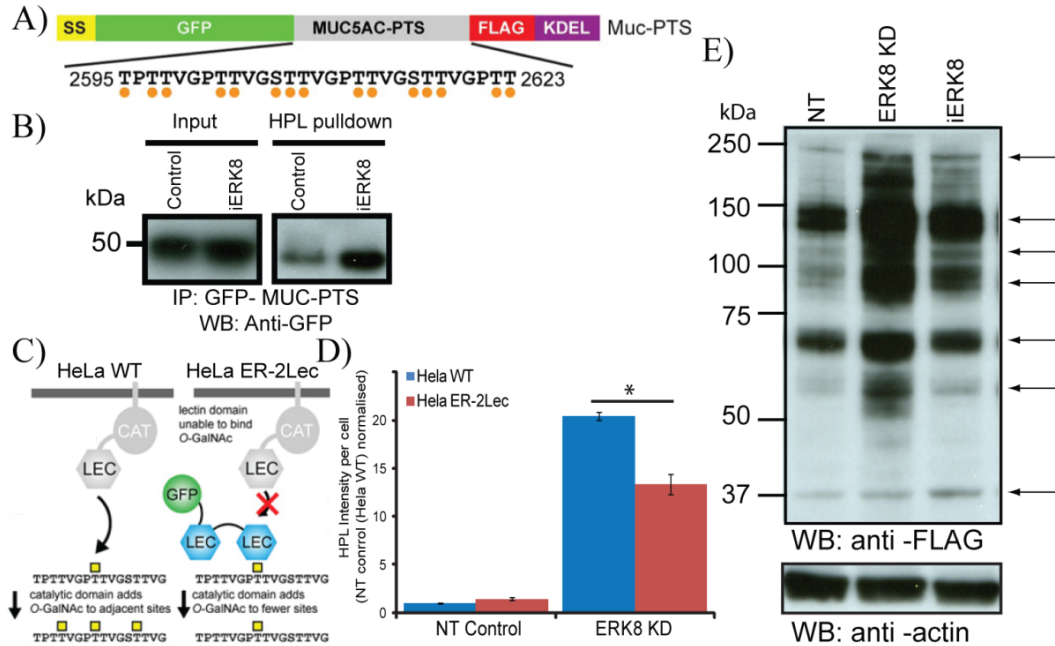 A)
SS GFP MUC5AC-PTS FLAG KDEL Muc-PTS
2595 TPTTVGPTTVGSTTVGPTTVGSTTVGPTT 2623
B)
Input HPL pulldown
Control iERK8 Control iERK8
kDa
50
IP: GFP- MUC-PTS
WB: Anti-GFP
C)
HeLa WT HeLa ER-2Lec
CAT
LEC
lectin domain
unable to bind
O-GalNAc
CAT
LEC
GFP
LEC LEC
TPTTVGPTTVGSTTVG TPTTVGPTTVGSTTVG
catalytic domain adds
O-GalNAc to adjacent sites
catalytic domain adds
O-GalNAc to fewer sites
TPTTVGPTTVGSTTVG TPTTVGPTTVGSTTVG
D)
Hela WT
Hela ER-2Lec
*
HPL Intensity per cell
(NT conrrol (Hela WT) normalised)
25
20
15
10
5
0
NT Control ERK8 KD
E)
NT ERK8 KD iERK8
kDa
250
150
100
75
50
37
WB: anti -FLAG
WB: anti -actin